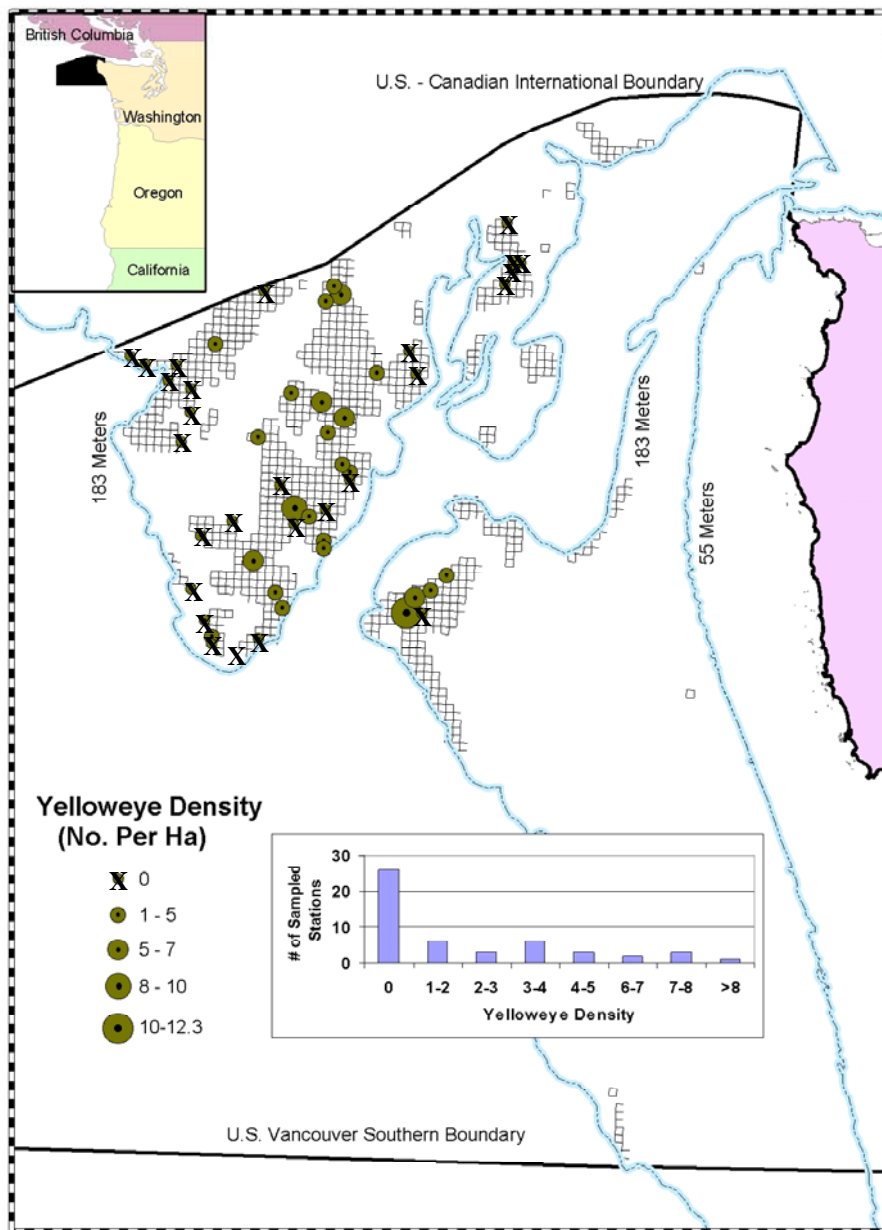 British Columbia
Washington
Oregon
California
U.S. - Canadian International Boundary
183 Meters
183 Meters
55 Meters
Yelloweye Density
(No. Per Ha)
X 0
1 - 5
5 - 7
8 - 10
10-12.3
# of Sampled
Stations
30
20
10
0
0 1-2 2-3 3-4 4-5 6-7 7-8 >8
Yelloweye Density
U.S. Vancouver Southern Boundary